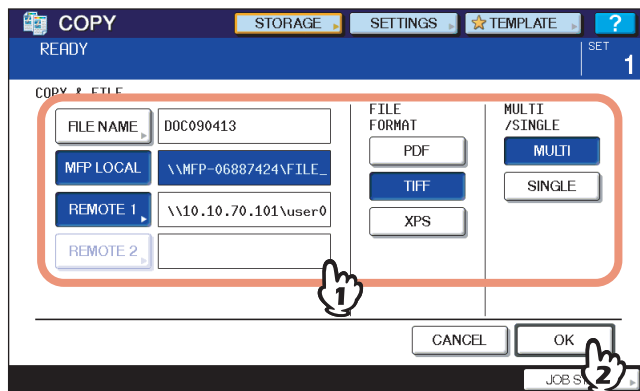 COPY STORAGE SETTINGS TEMPLATE ?
READY SET 1
COPY & FILE
FILE NAME DOC090413
MFP LOCAL \\MFP-06887424\FILE_
REMOTE 1 \\10.10.70.101\user0
REMOTE 2
FILE
FORMAT
PDF
TIFF
XPS
MULTI
/SINGLE
MULTI
SINGLE
1
CANCEL OK
JOB
2